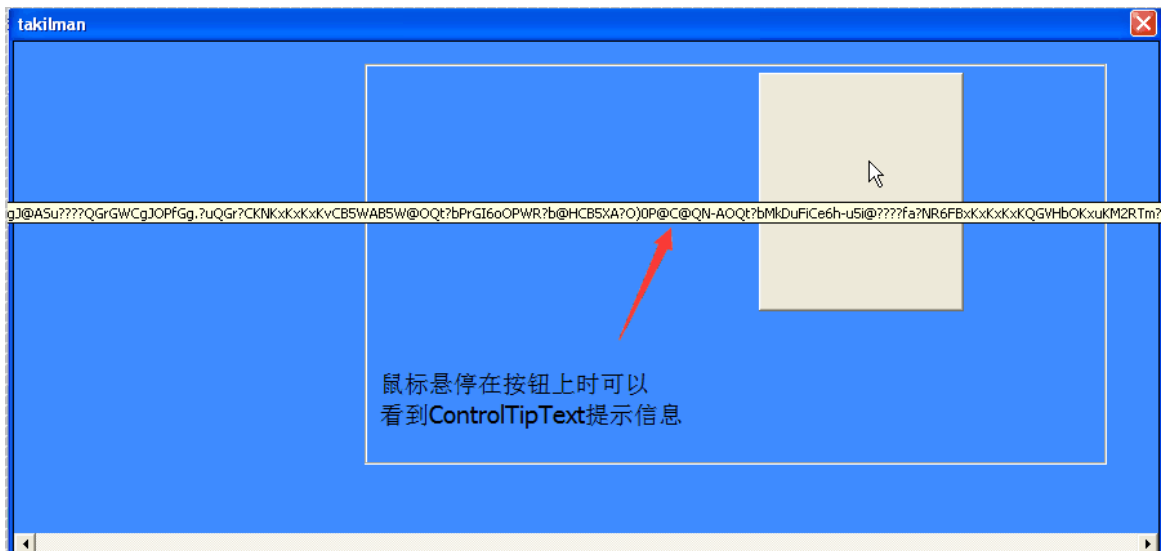 takilman
gJ@ASu????QGrGWCgJOPfGg.?uQGr?CKNKxKxKxKvCB5WAB5W@OQt?bPrGI6oOPWR?b@HCB5XA?O)0P@C@QN-AOQt?bMkDuFiCe6h-u5i@????fa?NR6FBxKxKxKxKQGVHbOKxuKM2RTm?
鼠标悬停在按钮上时可以
看到ControlTipText提示信息